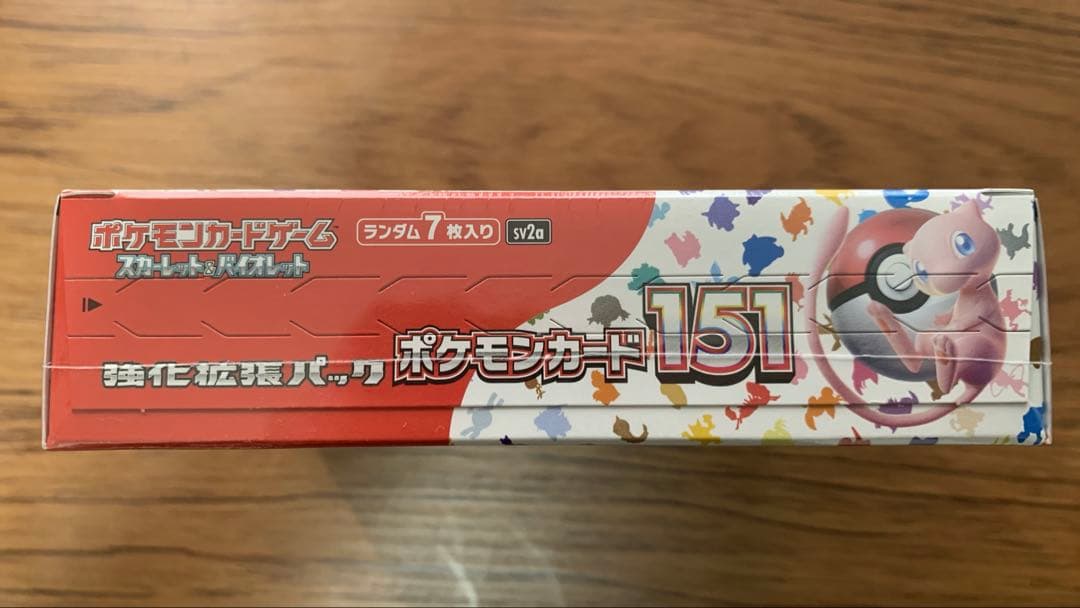 ポケモンカードゲーム
スカーレット&バイオレット
ランダム7枚入り
sv2a
強化拡張パック
ポケモンカード151